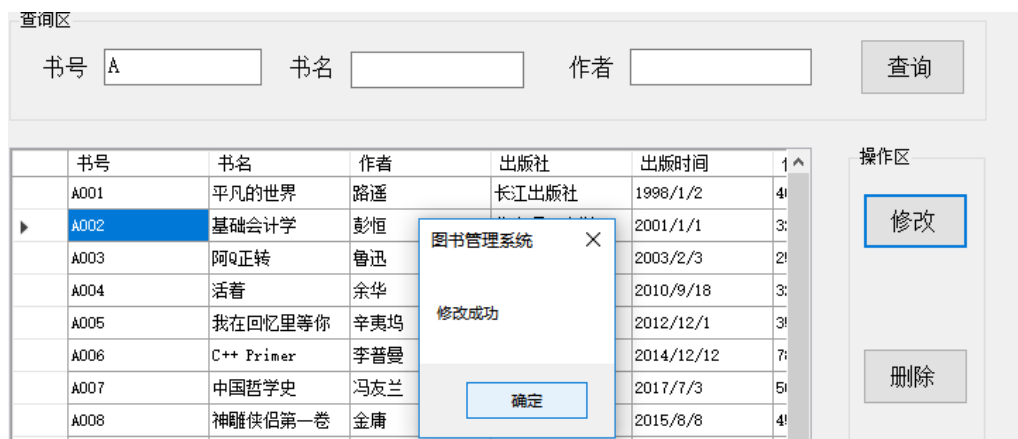 查询区
书号 A 书名 作者 查询
操作区
书号 书名 作者 出版社 出版时间
A001 平凡的世界 路遥 长江出版社 1998/1/2
A002 基础会计学 彭恒 2001/1/1
A003 阿Q正转 鲁迅 2003/2/3
A004 活着 余华 2010/9/18
A005 我在回忆里等你 辛夷坞 2012/12/1
A006 C++ Primer 李普曼 2014/12/12
A007 中国哲学史 冯友兰 2017/7/3
A008 神雕侠侣第一卷 金庸 2015/8/8
图书管理系统
修改成功
确定
修改
删除